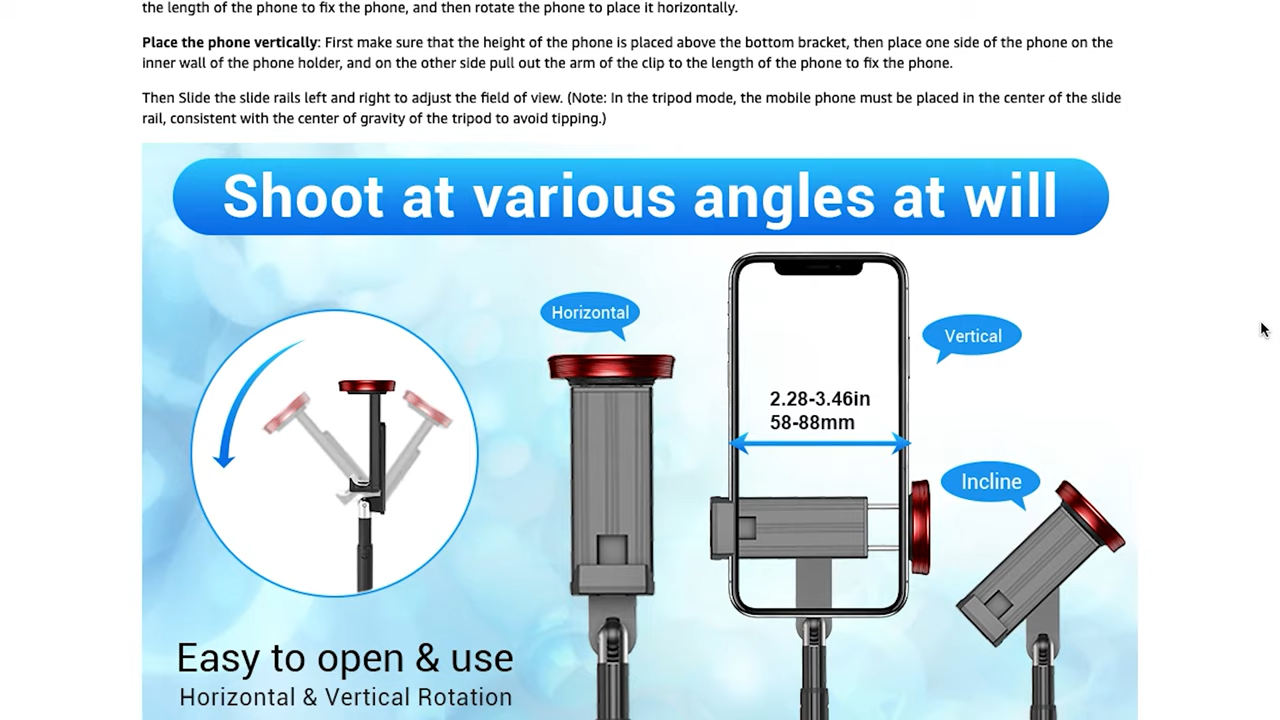 the length of the phone to fix the phone, and then rotate the phone to place it horizontally.
Place the phone vertically: First make sure that the height of the phone is placed above the bottom bracket, then place one side of the phone on the
inner wall of the phone holder, and on the other side pull out the arm of the clip to the length of the phone to fix the phone.
Then Slide the slide rails left and right to adjust the field of view. (Note: In the tripod mode, the mobile phone must be placed in the center of the slide
rail, consistent with the center of gravity of the tripod to avoid tipping.)
Shoot at various angles at will
Horizontal
Vertical
2.28-3.46in
58-88mm
Incline
Easy to open & use
Horizontal & Vertical Rotation